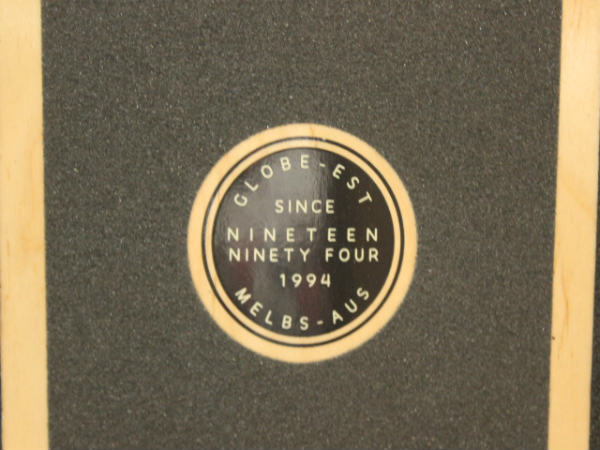 GLOBE-EST
SINCE
NINETEEN
NINETY FOUR
1994
MELBS-AUS